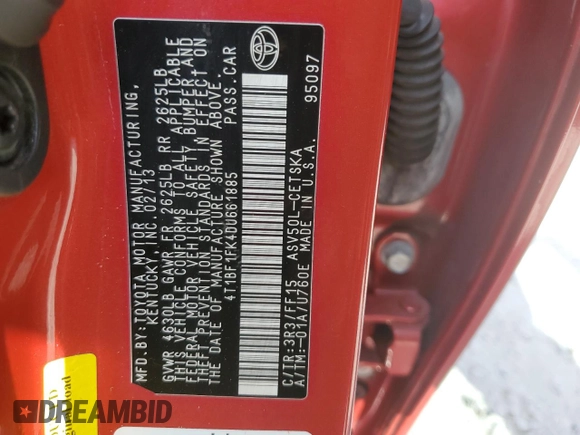 MFD.BY:TOYOTA MOTOR MANUFACTURING,
KENTUCKY, INC. 02/13
GVWR 4630LB GAWR FR 2625LB RR 2625LB
THIS VEHICLE CONFORMS TO ALL APPLICABLE
FEDERAL MOTOR VEHICLE SAFETY, BUMPER,AND
THEFT PREVENTION STANDARDS IN EFFECT ON
THE DATE OF MANUFACTURE SHOWN ABOVE.
4T1BF1FK4DU661885 PASS.CAR
C/TR:3R3/FF15 ASV50L-CETSKA
A/TM:-01A/U760E MADE IN U.S.A.
95097
DREAMBID